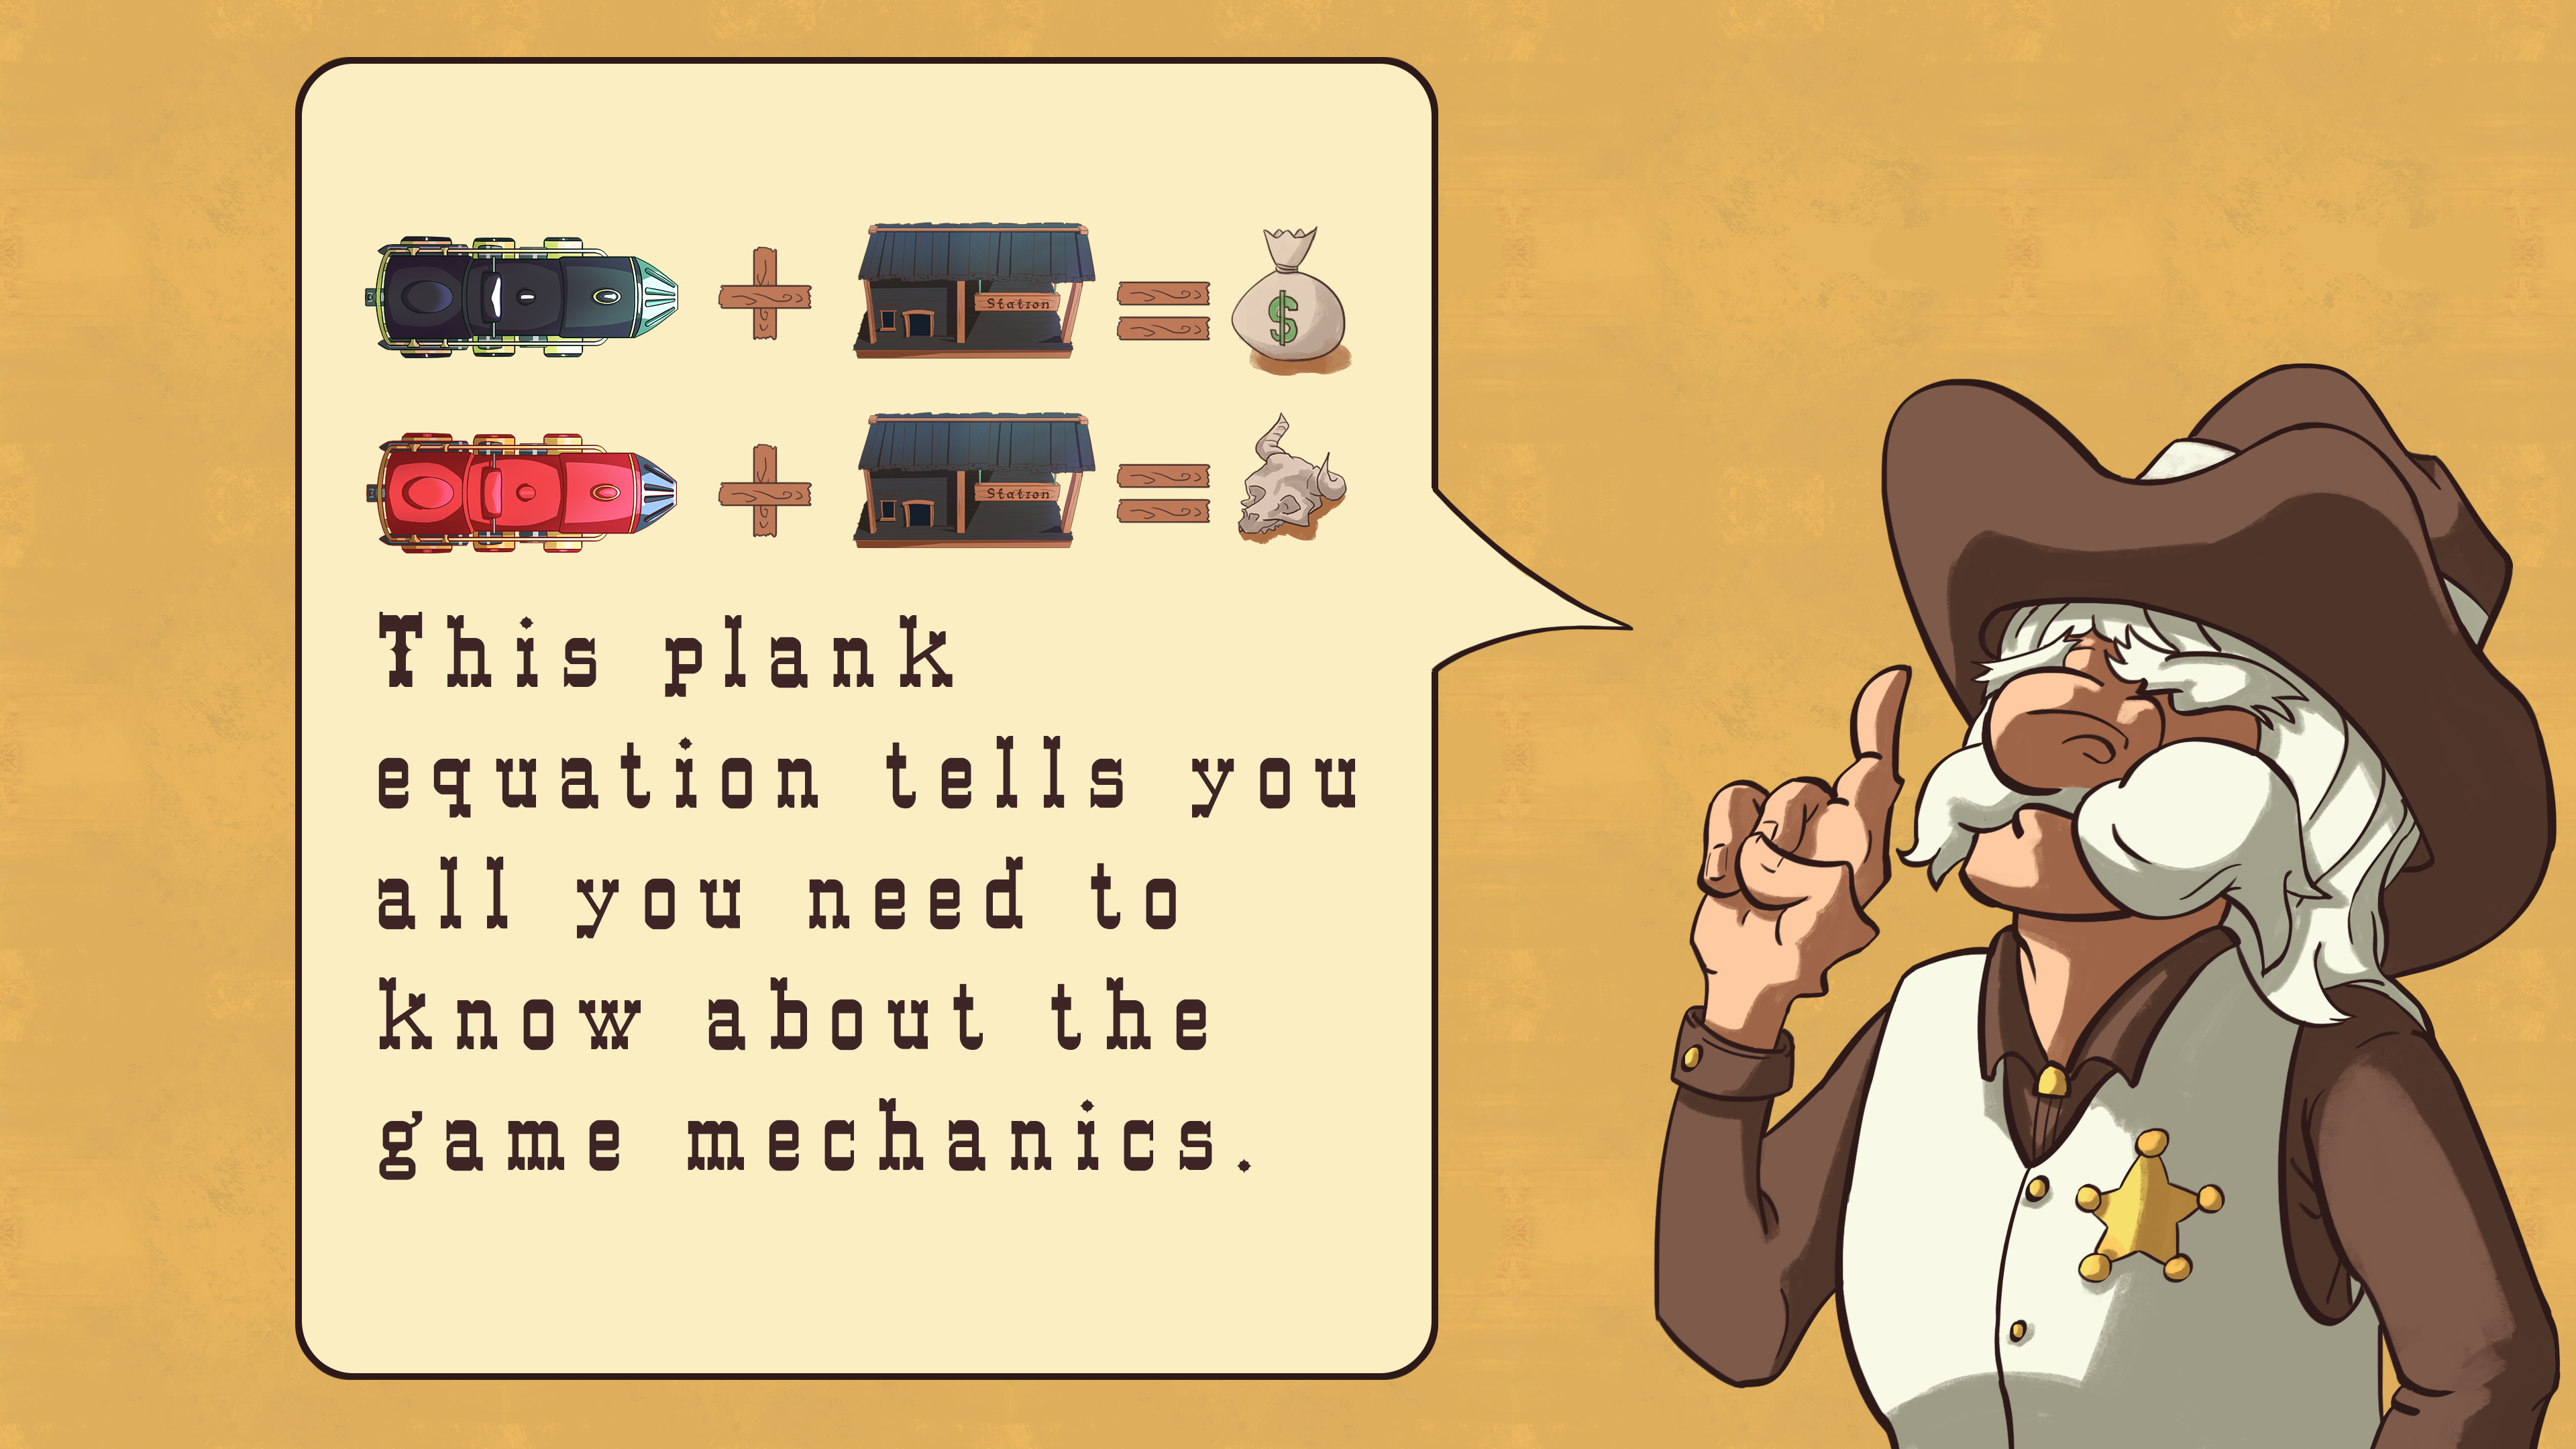 $
Station
Station
This plank
equation tells you
all you need to
know about the
game mechanics.